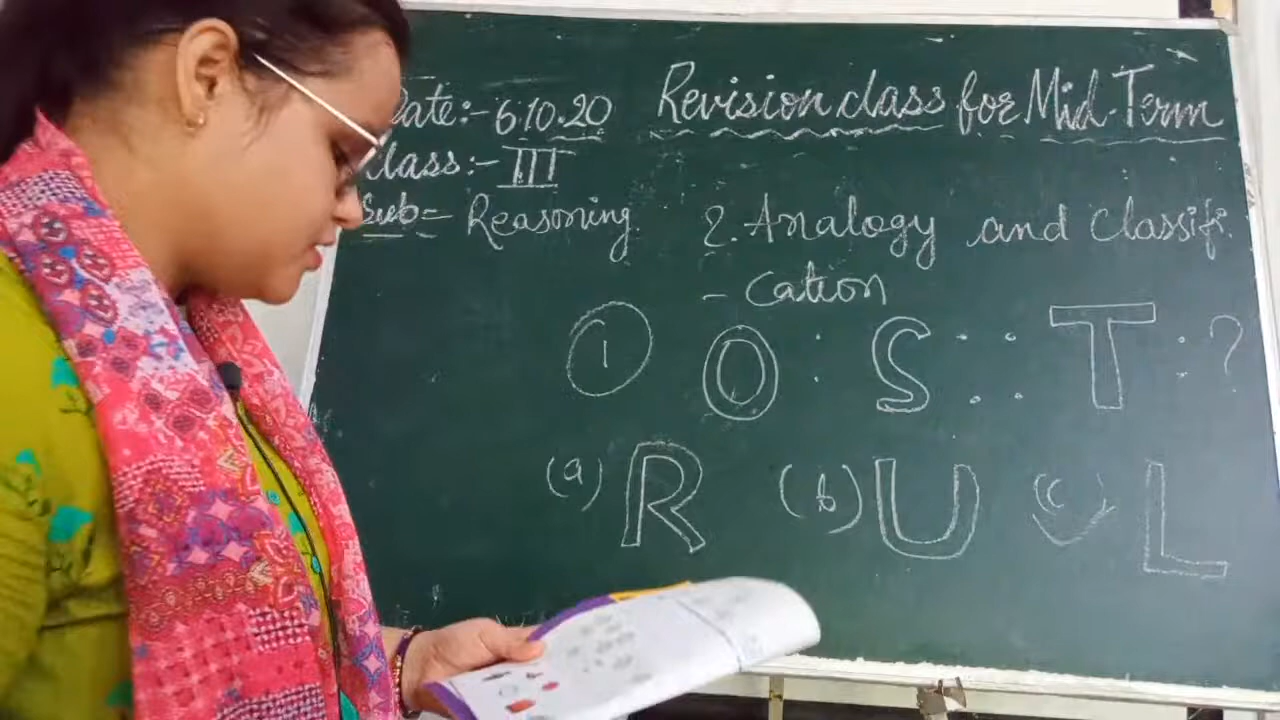 Date:- 6.10.20
Revision class for Mid-Term
Class:- III
Sub= Reasoning
2. Analogy and classifi
- cation
1 O : S :: T : ?
(a) R (b) U (c) L